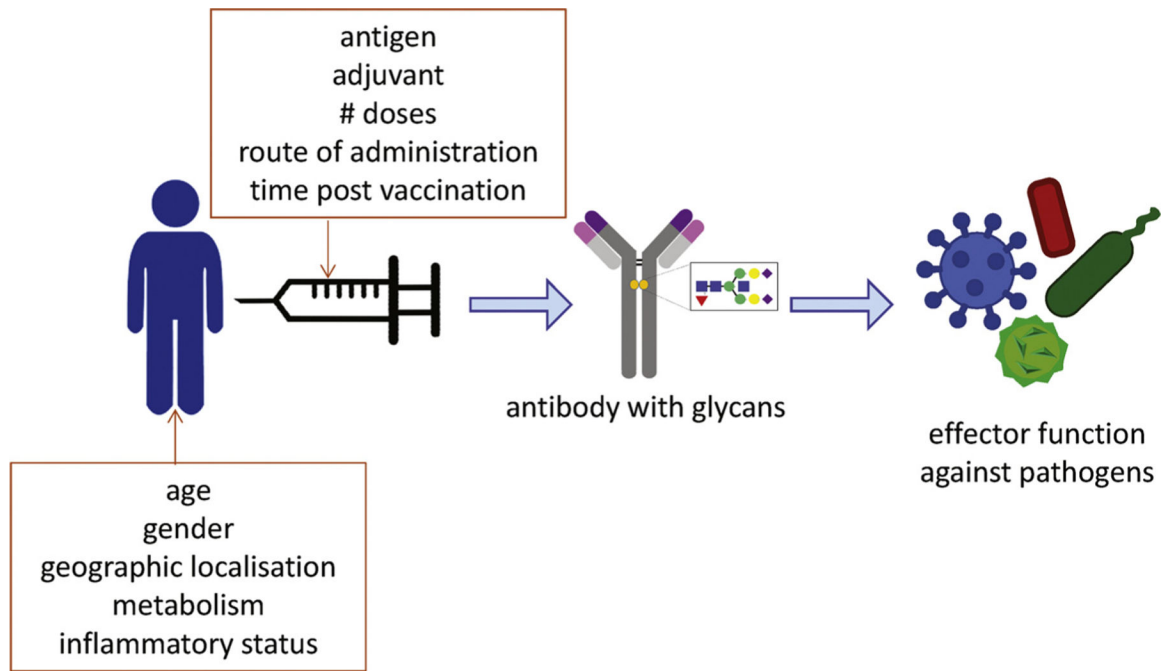 antigen
adjuvant
# doses
route of administration
time post vaccination
antibody with glycans
effector function
against pathogens
age
gender
geographic localisation
metabolism
inflammatory status